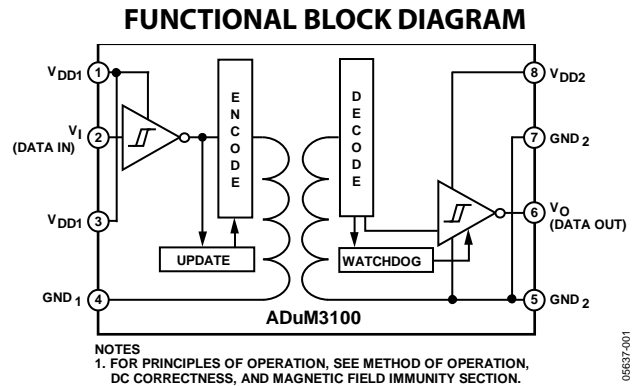 FUNCTIONAL BLOCK DIAGRAM
VDD1 1
8 VDD2
E
N
C
O
D
E
D
E
C
O
D
E
VI 2
(DATA IN)
7 GND2
VDD1 3
6 VO
(DATA OUT)
UPDATE
WATCHDOG
GND1 4
5 GND2
ADuM3100
NOTES
1. FOR PRINCIPLES OF OPERATION, SEE METHOD OF OPERATION,
DC CORRECTNESS, AND MAGNETIC FIELD IMMUNITY SECTION.
05637-001